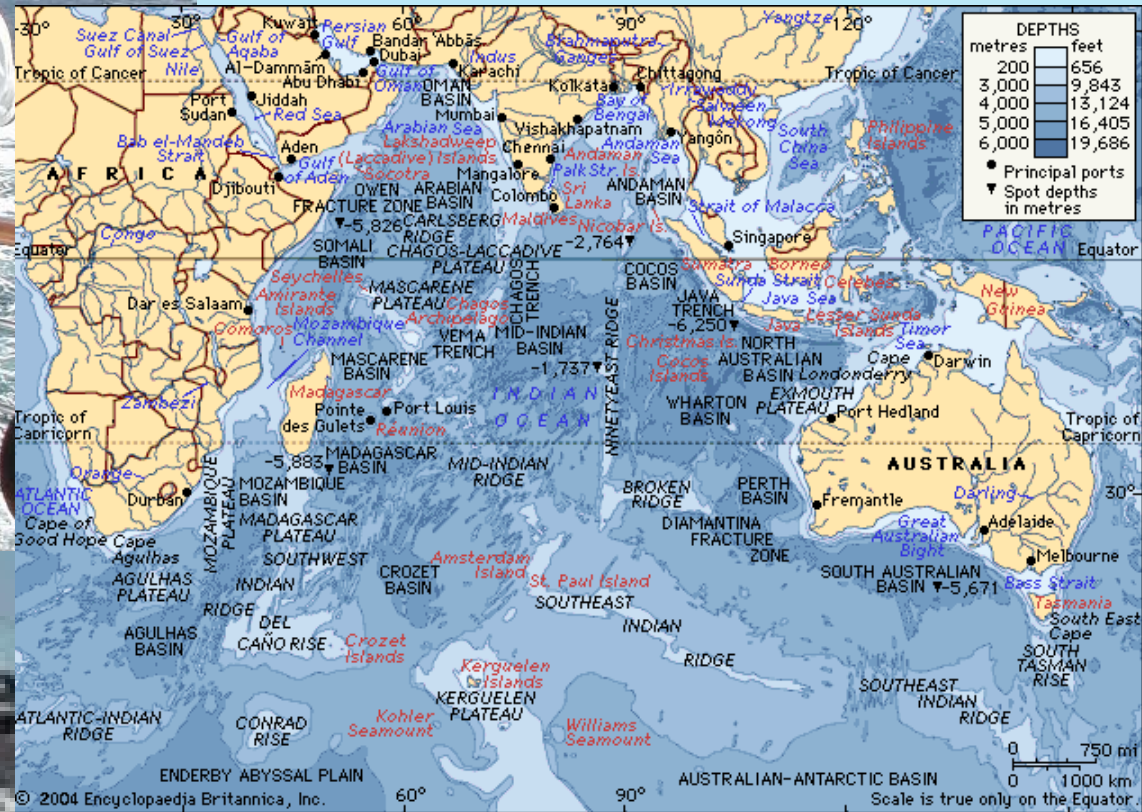 30°
30°
60°
90°
120°
Yangtze
DEPTHS
metres
feet
200
656
3,000
9,843
4,000
13,124
5,000
16,405
6,000
19,686
Principal ports
Spot depths
in metres
Suez Canal
Gulf of Suez
Nile
Gulf of
Aqaba
Kuwait
Persian
Gulf
Bandar 'Abbās
Dubai
Al-Dammām
Abu Dhabi
Gulf of
Oman
Indus
Karachi
Brahmaputra
Ganges
Chittagong
Kolkata
Irrawaddy
Salween
Mekong
Tropic of Cancer
Tropic of Cancer
Port
Sudan
Jiddah
Red Sea
OMAN
BASIN
Mumbai
Bay of
Bengal
Vishakhapatnam
Yangôn
Andaman
Sea
South
China
Sea
Philippine
Islands
Bab el-Mandeb
Strait
Arabian Sea
Lakshadweep
(Laccadive) Islands
Chennai
Andaman
Is.
Palk Str.
Aden
Gulf
of Aden
Socotra
Mangalore
Sri
Lanka
ANDAMAN
BASIN
AFRICA
Djibouti
OWEN
FRACTURE ZONE
ARABIAN
BASIN
Colombo
Strait of Malacca
-5,826
CARLSBERG
RIDGE
Maldives
Nicobar Is.
PACIFIC
OCEAN
Congo
SOMALI
BASIN
CHAGOS-LACCADIVE
PLATEAU
-2,764
Singapore
Equator
Equator
Seychelles
MASCARENE
PLATEAU
CHAGOS
TRENCH
COCOS
BASIN
Sumatra
Borneo
Sunda Strait
Celebes
Java Sea
New
Guinea
Dar es Salaam
Amirante
Islands
Chagos
Archipelago
JAVA
TRENCH
-6,250
Java
Lesser Sunda
Islands
Comoros
Mozambique
Channel
VEMA
TRENCH
MID-INDIAN
BASIN
Christmas Is.
NORTH
AUSTRALIAN
BASIN
Timor
Sea
MASCARENE
BASIN
-1,737
Cocos
Islands
Cape
Londonderry
Darwin
Zambezi
Madagascar
INDIAN
OCEAN
NINETYEAST RIDGE
WHARTON
BASIN
EXMOUTH
PLATEAU
Port Hedland
Pointe
des Gulets
Port Louis
Réunion
Tropic of
Capricorn
Tropic of
Capricorn
-5,883
MADAGASCAR
BASIN
MID-INDIAN
RIDGE
AUSTRALIA
Orange
ATLANTIC
OCEAN
Durban
MOZAMBIQUE
PLATEAU
MOZAMBIQUE
BASIN
BROKEN
RIDGE
PERTH
BASIN
Fremantle
Darling
30°
Cape of
Good Hope
Cape
Agulhas
MADAGASCAR
PLATEAU
DIAMANTINA
FRACTURE
ZONE
Great
Australian
Bight
Adelaide
Melbourne
AGULHAS
PLATEAU
SOUTHWEST
INDIAN
RIDGE
CROZET
BASIN
Amsterdam
Island
St. Paul Island
SOUTH AUSTRALIAN
BASIN
-5,671
Bass Strait
Tasmania
SOUTHEAST
INDIAN
RIDGE
South East
Cape
AGULHAS
BASIN
DEL
CAÑO RISE
Crozet
Islands
SOUTH
TASMAN
RISE
Kerguelen
Islands
KERGUELEN
PLATEAU
SOUTHEAST
INDIAN
RIDGE
ATLANTIC-INDIAN
RIDGE
CONRAD
RISE
Kohler
Seamount
Williams
Seamount
0
750 mi
0
1000 km
ENDERBY ABYSSAL PLAIN
AUSTRALIAN-ANTARCTIC BASIN
© 2004 Encyclopaedia Britannica, Inc.
60°
90°
Scale is true only on the Equator